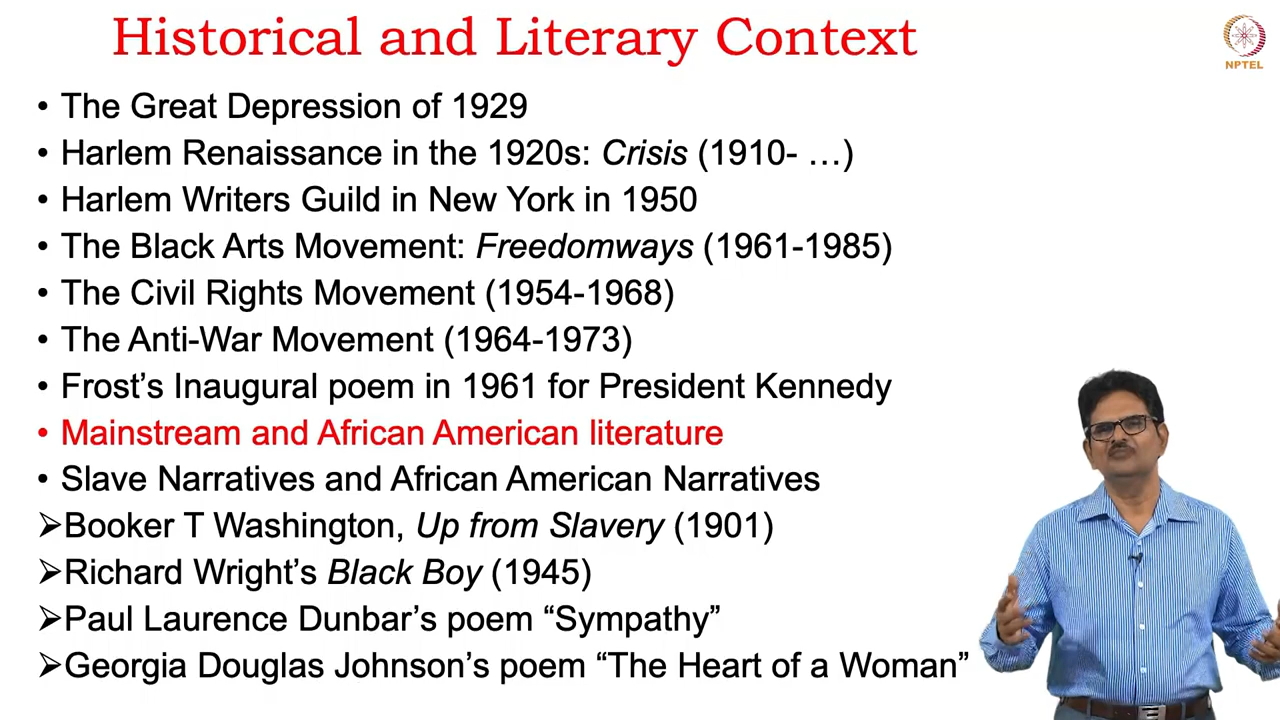 Historical and Literary Context
NPTEL
• The Great Depression of 1929
• Harlem Renaissance in the 1920s: Crisis (1910- …)
• Harlem Writers Guild in New York in 1950
• The Black Arts Movement: Freedomways (1961-1985)
• The Civil Rights Movement (1954-1968)
• The Anti-War Movement (1964-1973)
• Frost’s Inaugural poem in 1961 for President Kennedy
• Mainstream and African American literature
• Slave Narratives and African American Narratives
➢Booker T Washington, Up from Slavery (1901)
➢Richard Wright’s Black Boy (1945)
➢Paul Laurence Dunbar’s poem “Sympathy”
➢Georgia Douglas Johnson’s poem “The Heart of a Woman”